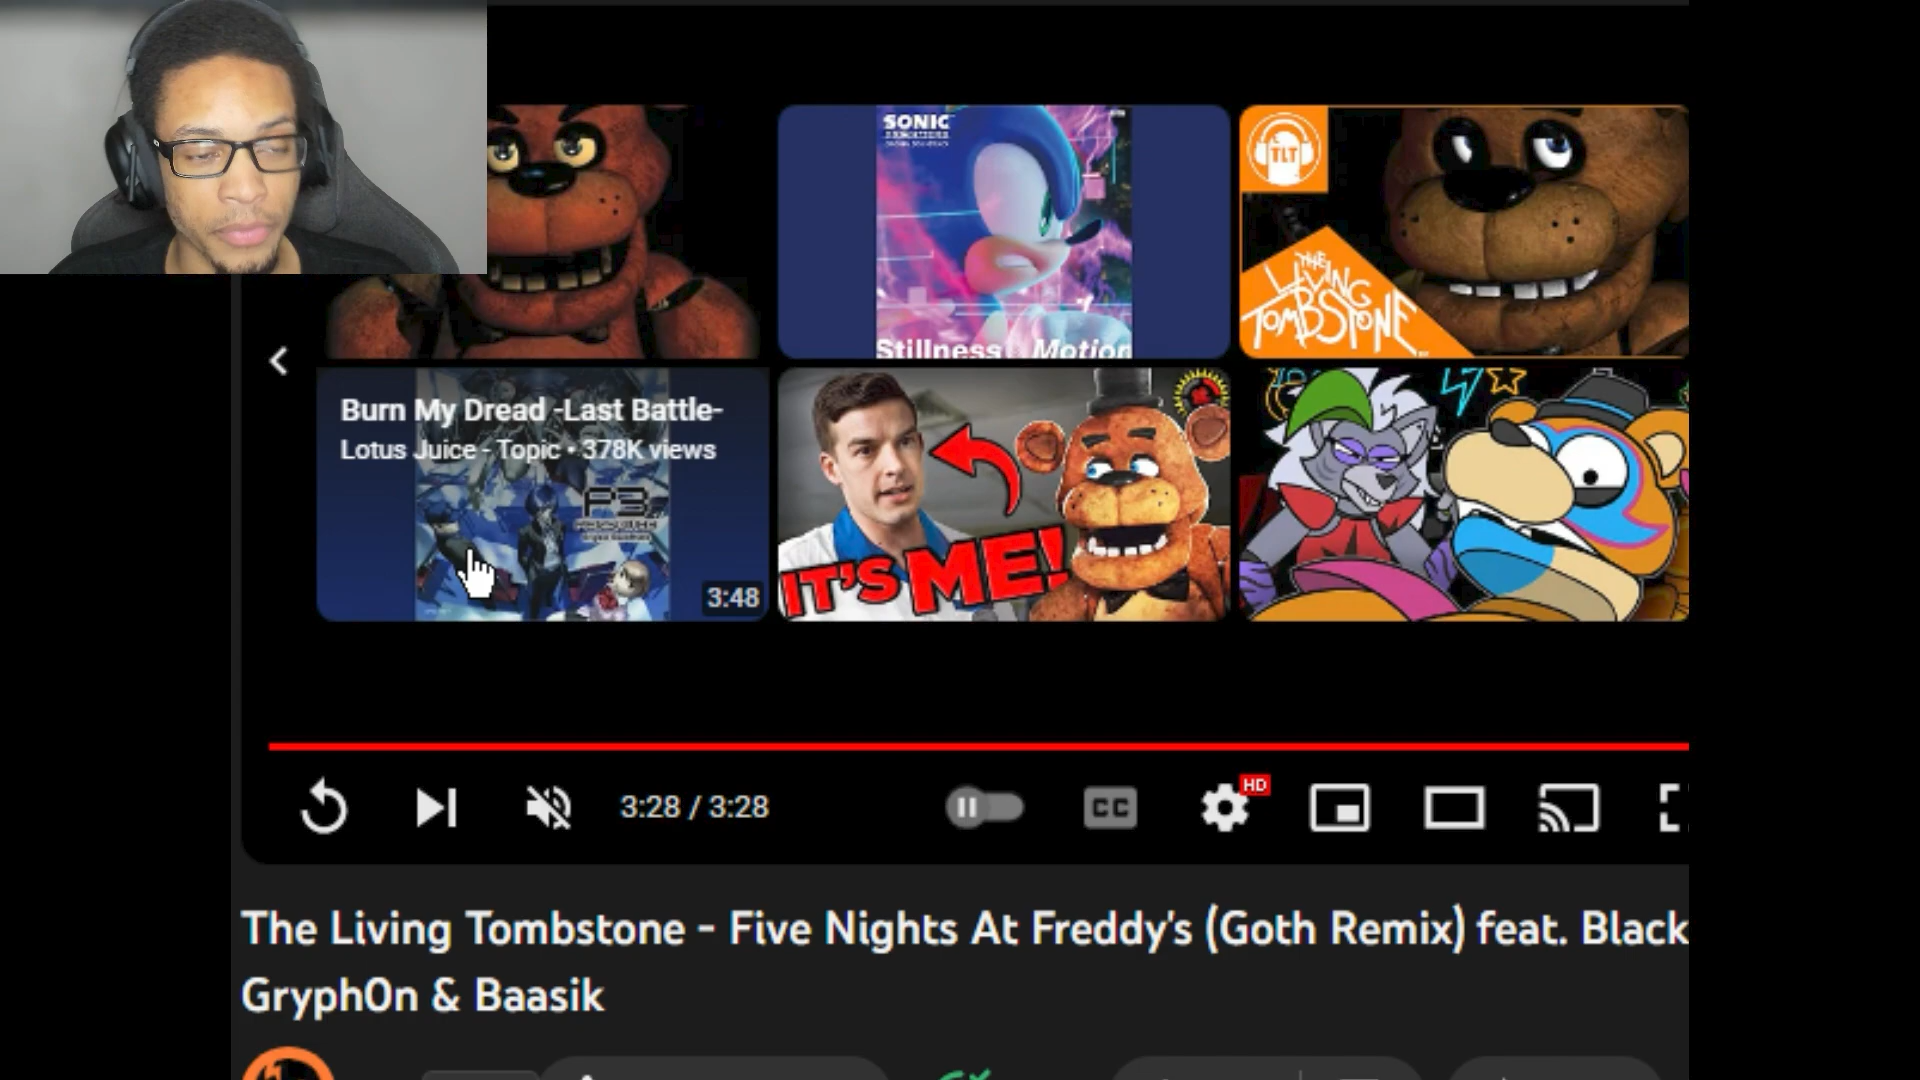 SONIC
Stillness Motion
TLT
THE
LIVING
TOMBSTONE
Burn My Dread -Last Battle-
Lotus Juice - Topic • 378K views
P3
3:48
IT'S ME!
3:28 / 3:28
CC
HD
The Living Tombstone - Five Nights At Freddy's (Goth Remix) feat. Black
Gryph0n & Baasik